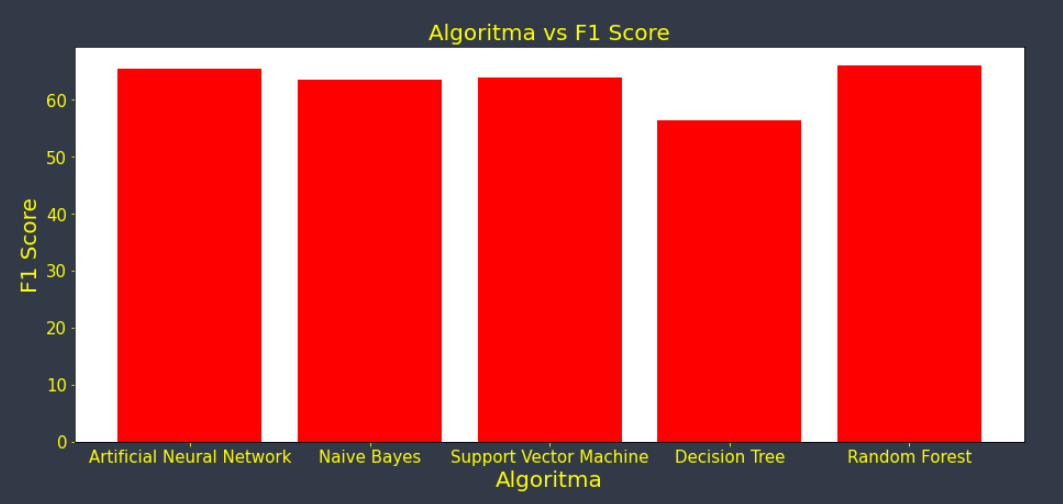 Algoritma vs F1 Score
F1 Score
60
50
40
30
20
10
0
Artificial Neural Network Naive Bayes Support Vector Machine Decision Tree Random Forest
Algoritma